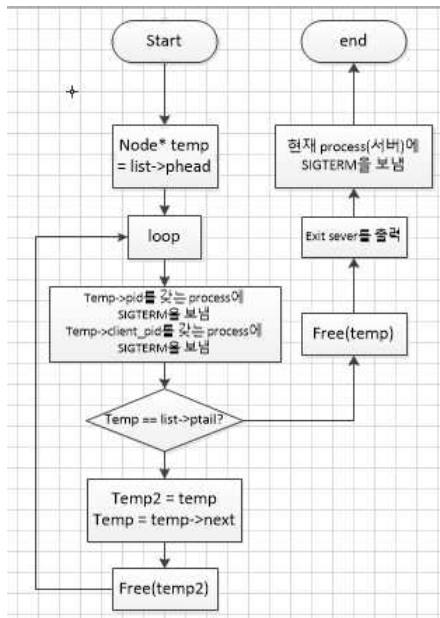 Start
Node* temp
= list->phead
loop
Temp->pid를 갖는 process에
SIGTERM을 보냄
Temp->client_pid를 갖는 process에
SIGTERM을 보냄
Temp == list->ptail?
Temp2 = temp
Temp = temp->next
Free(temp2)
end
현재 process(서버)에
SIGTERM을 보냄
Exit sever를 출력
Free(temp)